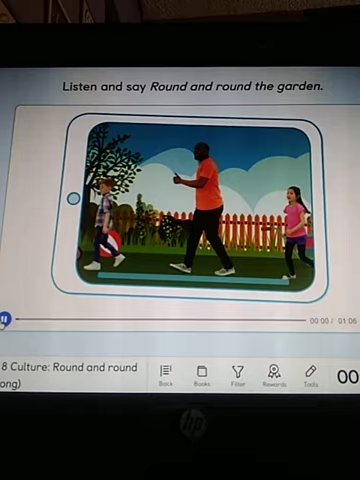 Listen and say Round and round the garden.
00:00 / 01:06
8 Culture: Round and round
ong)
Back
Books
Filter
Rewards
Tools
00
hp